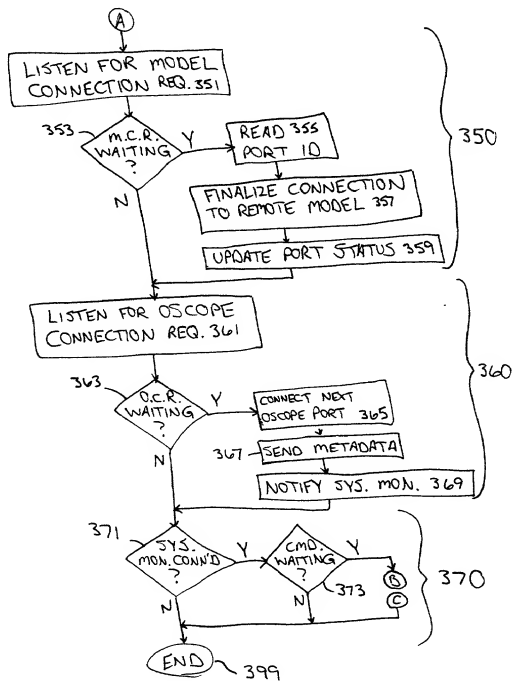 A
LISTEN FOR MODEL
CONNECTION REQ. 351
353
M.C.R.
WAITING
?
Y
N
READ 355
PORT ID
FINALIZE CONNECTION
TO REMOTE MODEL 357
UPDATE PORT STATUS 359
350
LISTEN FOR OSCOPE
CONNECTION REQ. 361
363
O.C.R.
WAITING
?
Y
N
CONNECT NEXT
OSCOPE PORT 365
367
SEND METADATA
NOTIFY SYS. MON. 369
360
371
SYS.
MON. CONN'D
?
Y
N
CMD.
WAITING
?
Y
N
373
B
C
370
END
399